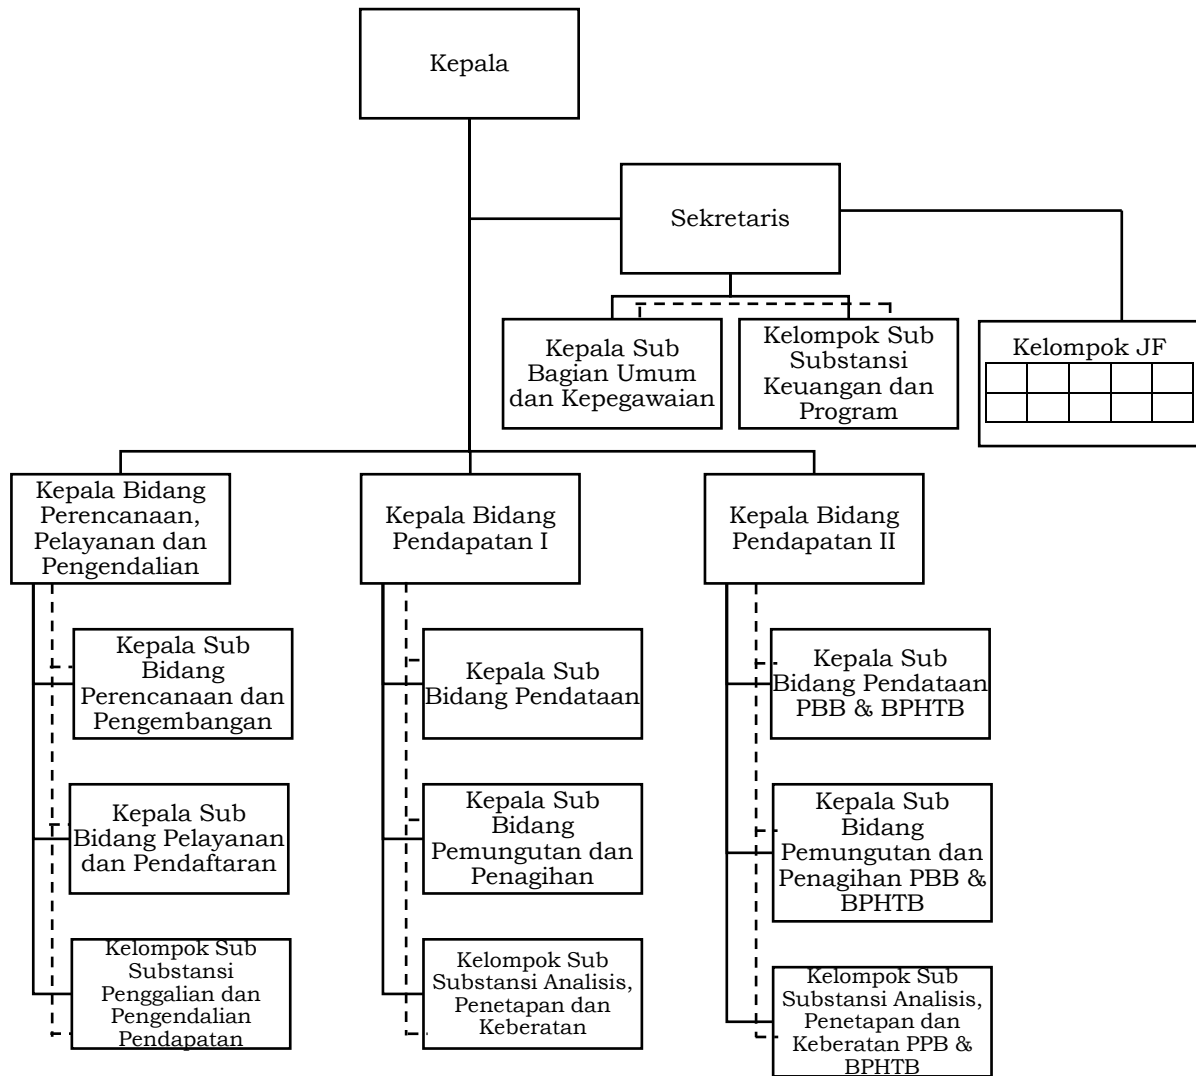 Kepala
Sekretaris
Kepala Sub
Bagian Umum
dan Kepegawaian
Kelompok Sub
Substansi
Keuangan dan
Program
Kelompok JF
Kepala Bidang
Perencanaan,
Pelayanan dan
Pengendalian
Kepala Bidang
Pendapatan I
Kepala Bidang
Pendapatan II
Kepala Sub
Bidang
Perencanaan dan
Pengembangan
Kepala Sub
Bidang Pendataan
Kepala Sub
Bidang Pendataan
PBB & BPHTB
Kepala Sub
Bidang Pelayanan
dan Pendaftaran
Kepala Sub
Bidang
Pemungutan dan
Penagihan
Kepala Sub
Bidang
Pemungutan dan
Penagihan PBB &
BPHTB
Kelompok Sub
Substansi
Penggalian dan
Pengendalian
Pendapatan
Kelompok Sub
Substansi Analisis,
Penetapan dan
Keberatan
Kelompok Sub
Substansi Analisis,
Penetapan dan
Keberatan PPB &
BPHTB